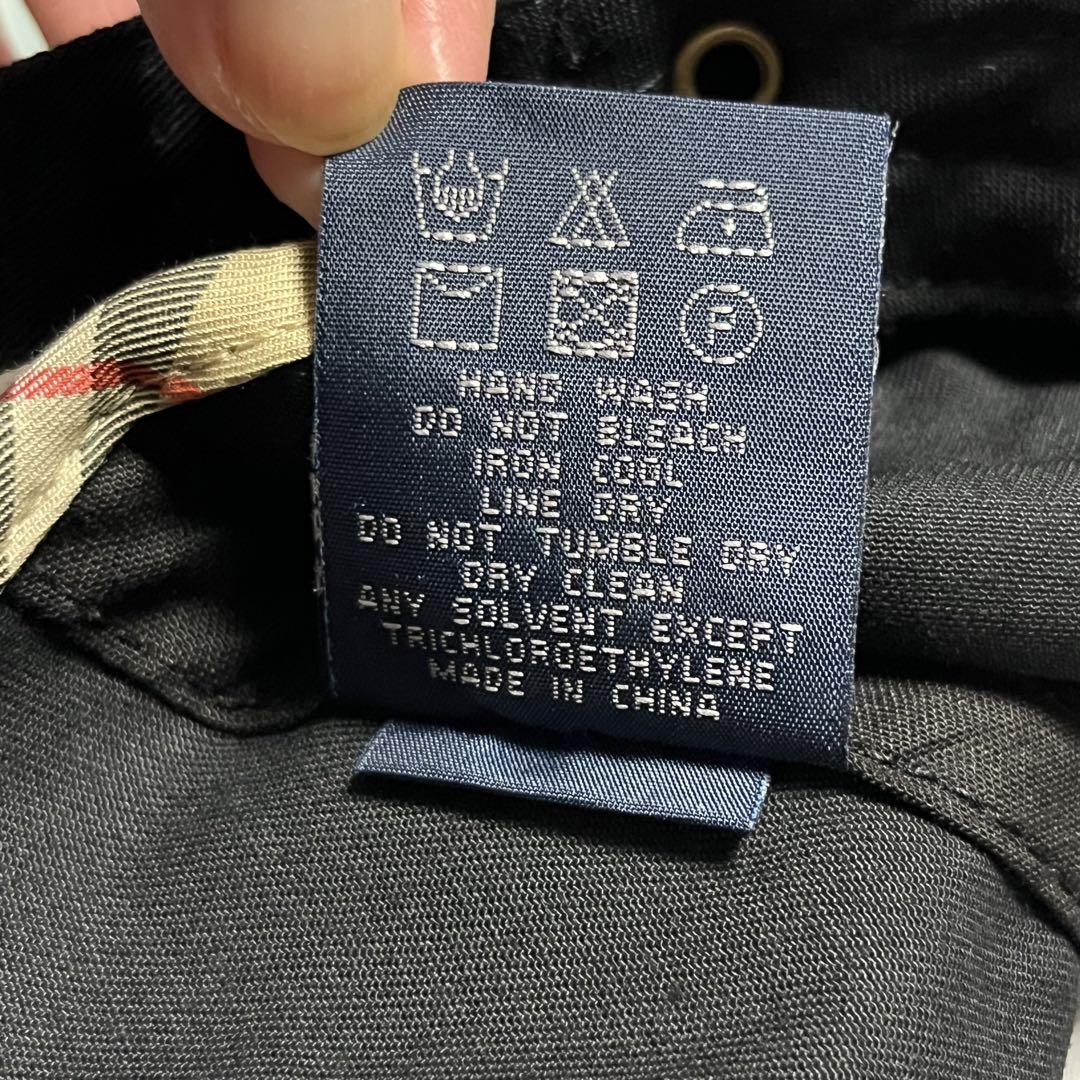 F
HAND WASH
DO NOT BLEACH
IRON COOL
LINE DRY
DO NOT TUMBLE DRY
DRY CLEAN
ANY SOLVENT EXCEPT
TRICHLOROETHYLENE
MADE IN CHINA